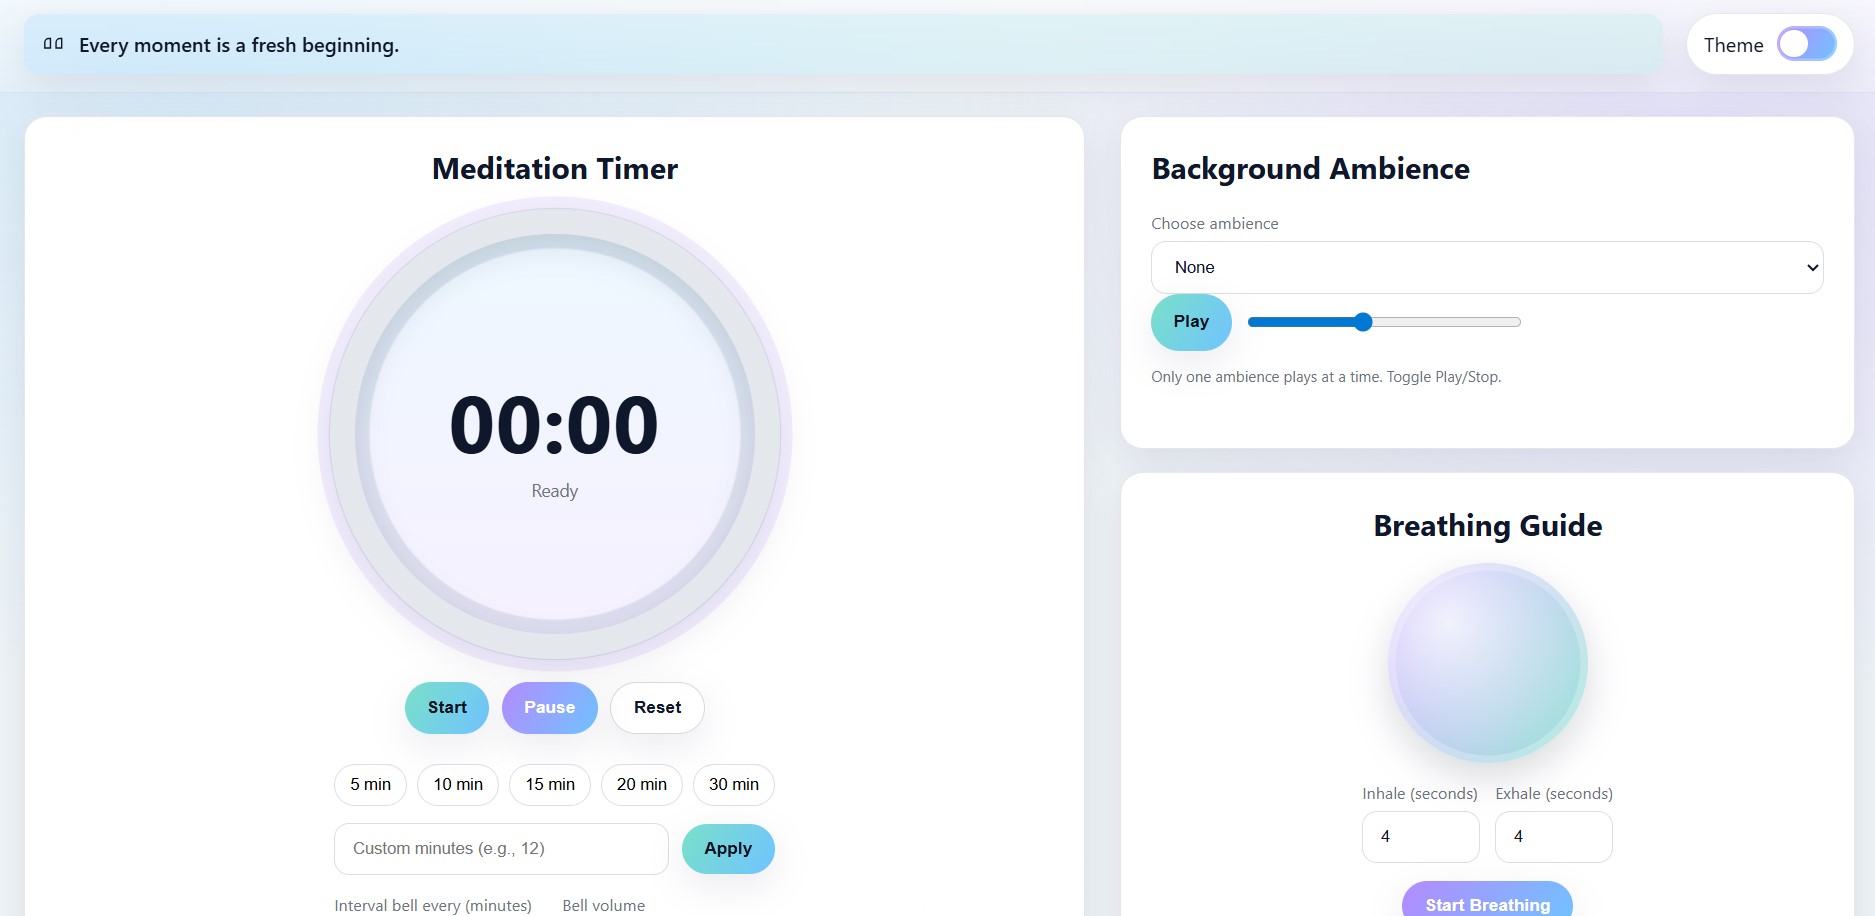 Every moment is a fresh beginning.
Theme
Meditation Timer
00:00
Ready
Start
Pause
Reset
5 min
10 min
15 min
20 min
30 min
Custom minutes (e.g., 12)
Apply
Interval bell every (minutes)
Bell volume
Background Ambience
Choose ambience
None
Play
Only one ambience plays at a time. Toggle Play/Stop.
Breathing Guide
Inhale (seconds)
Exhale (seconds)
4
4
Start Breathing